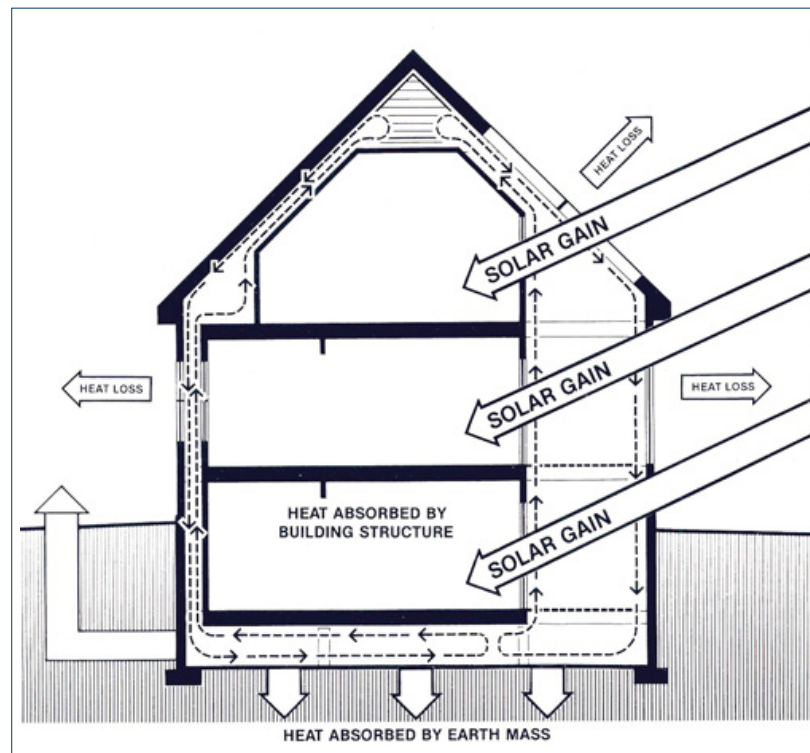 HEAT LOSS
SOLAR GAIN
SOLAR GAIN
HEAT LOSS
HEAT LOSS
SOLAR GAIN
HEAT ABSORBED BY
BUILDING STRUCTURE
HEAT ABSORBED BY EARTH MASS